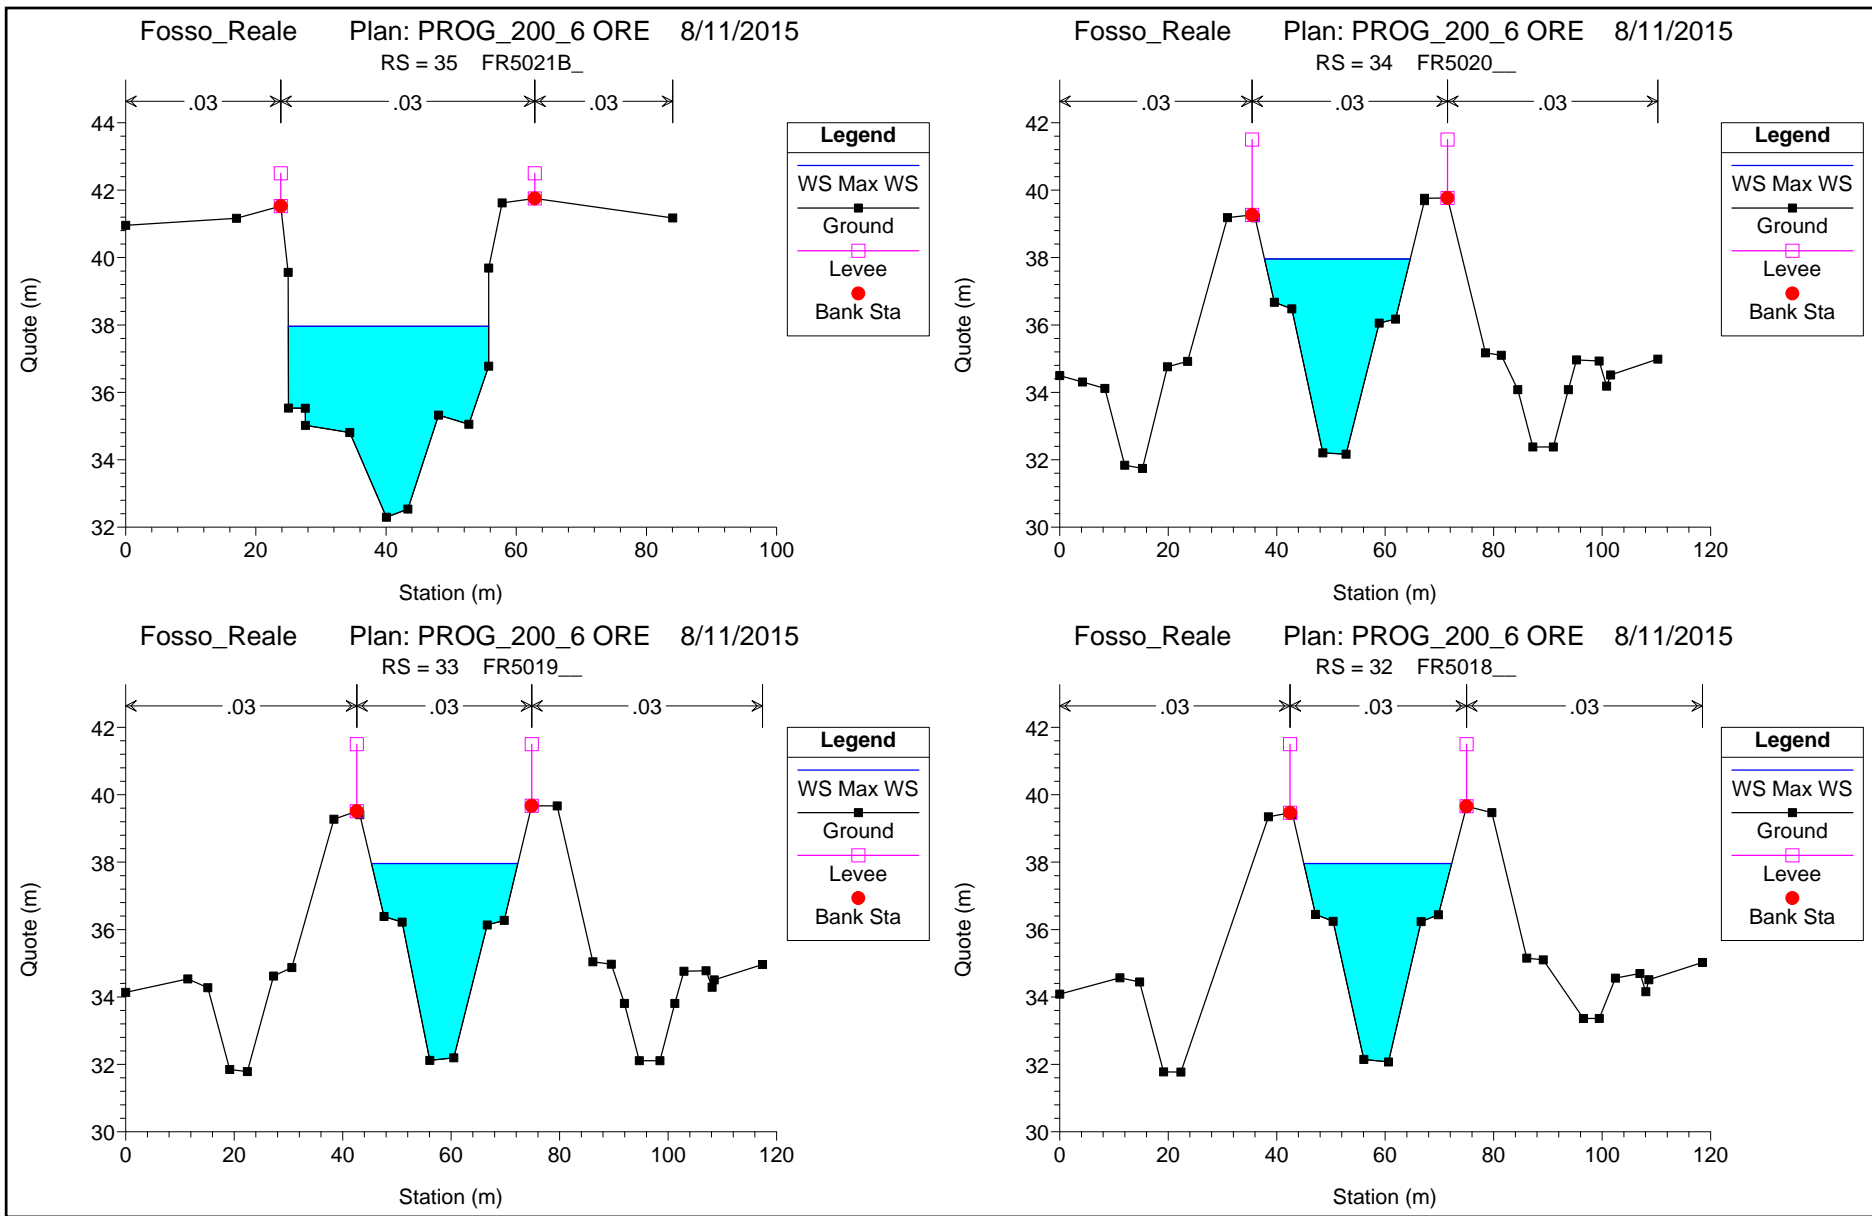 Fosso_Reale Plan: PROG_200_6 ORE 8/11/2015
RS = 35 FR5021B_
.03 .03 .03
44
42
40
38
36
34
32
0 20 40 60 80 100
Quote (m)
Station (m)
Legend
WS Max WS
Ground
Levee
Bank Sta
Fosso_Reale Plan: PROG_200_6 ORE 8/11/2015
RS = 34 FR5020__
.03 .03 .03
42
40
38
36
34
32
30
0 20 40 60 80 100 120
Quote (m)
Station (m)
Legend
WS Max WS
Ground
Levee
Bank Sta
Fosso_Reale Plan: PROG_200_6 ORE 8/11/2015
RS = 33 FR5019__
.03 .03 .03
42
40
38
36
34
32
30
0 20 40 60 80 100 120
Quote (m)
Station (m)
Legend
WS Max WS
Ground
Levee
Bank Sta
Fosso_Reale Plan: PROG_200_6 ORE 8/11/2015
RS = 32 FR5018__
.03 .03 .03
42
40
38
36
34
32
30
0 20 40 60 80 100 120
Quote (m)
Station (m)
Legend
WS Max WS
Ground
Levee
Bank Sta